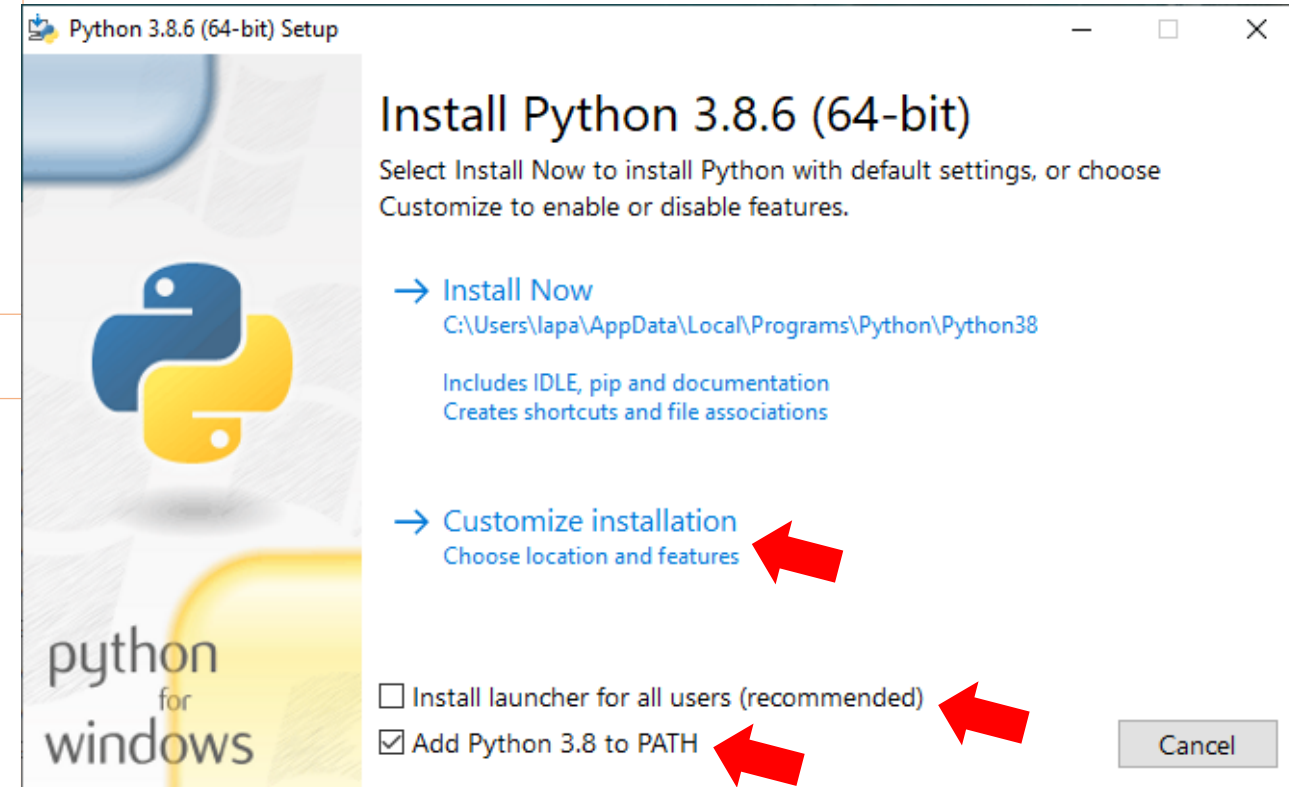 Python 3.8.6 (64-bit) Setup
Install Python 3.8.6 (64-bit)
Select Install Now to install Python with default settings, or choose
Customize to enable or disable features.
Install Now
C:\Users\lapa\AppData\Local\Programs\Python\Python38
Includes IDLE, pip and documentation
Creates shortcuts and file associations
Customize installation
Choose location and features
python
for
windows
Install launcher for all users (recommended)
Add Python 3.8 to PATH
Cancel